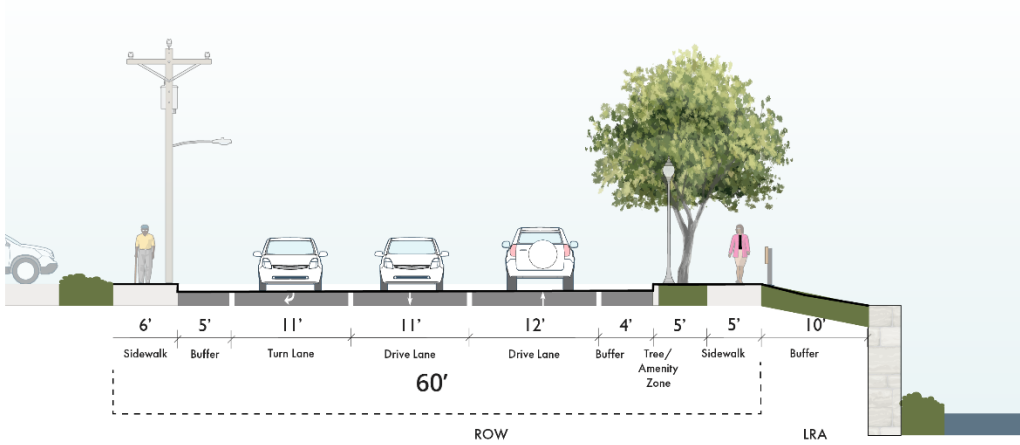 6’ 5’ 11’ 11’ 12’ 4’ 5’ 5’ 10’
Sidewalk Buffer Turn Lane Drive Lane Drive Lane Buffer Tree/ Sidewalk Buffer
Amenity
Zone
60’
ROW LRA